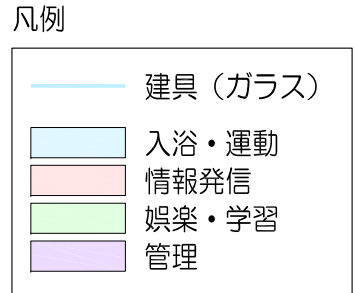 凡例
建具（ガラス）
入浴・運動
情報発信
娯楽・学習
管理